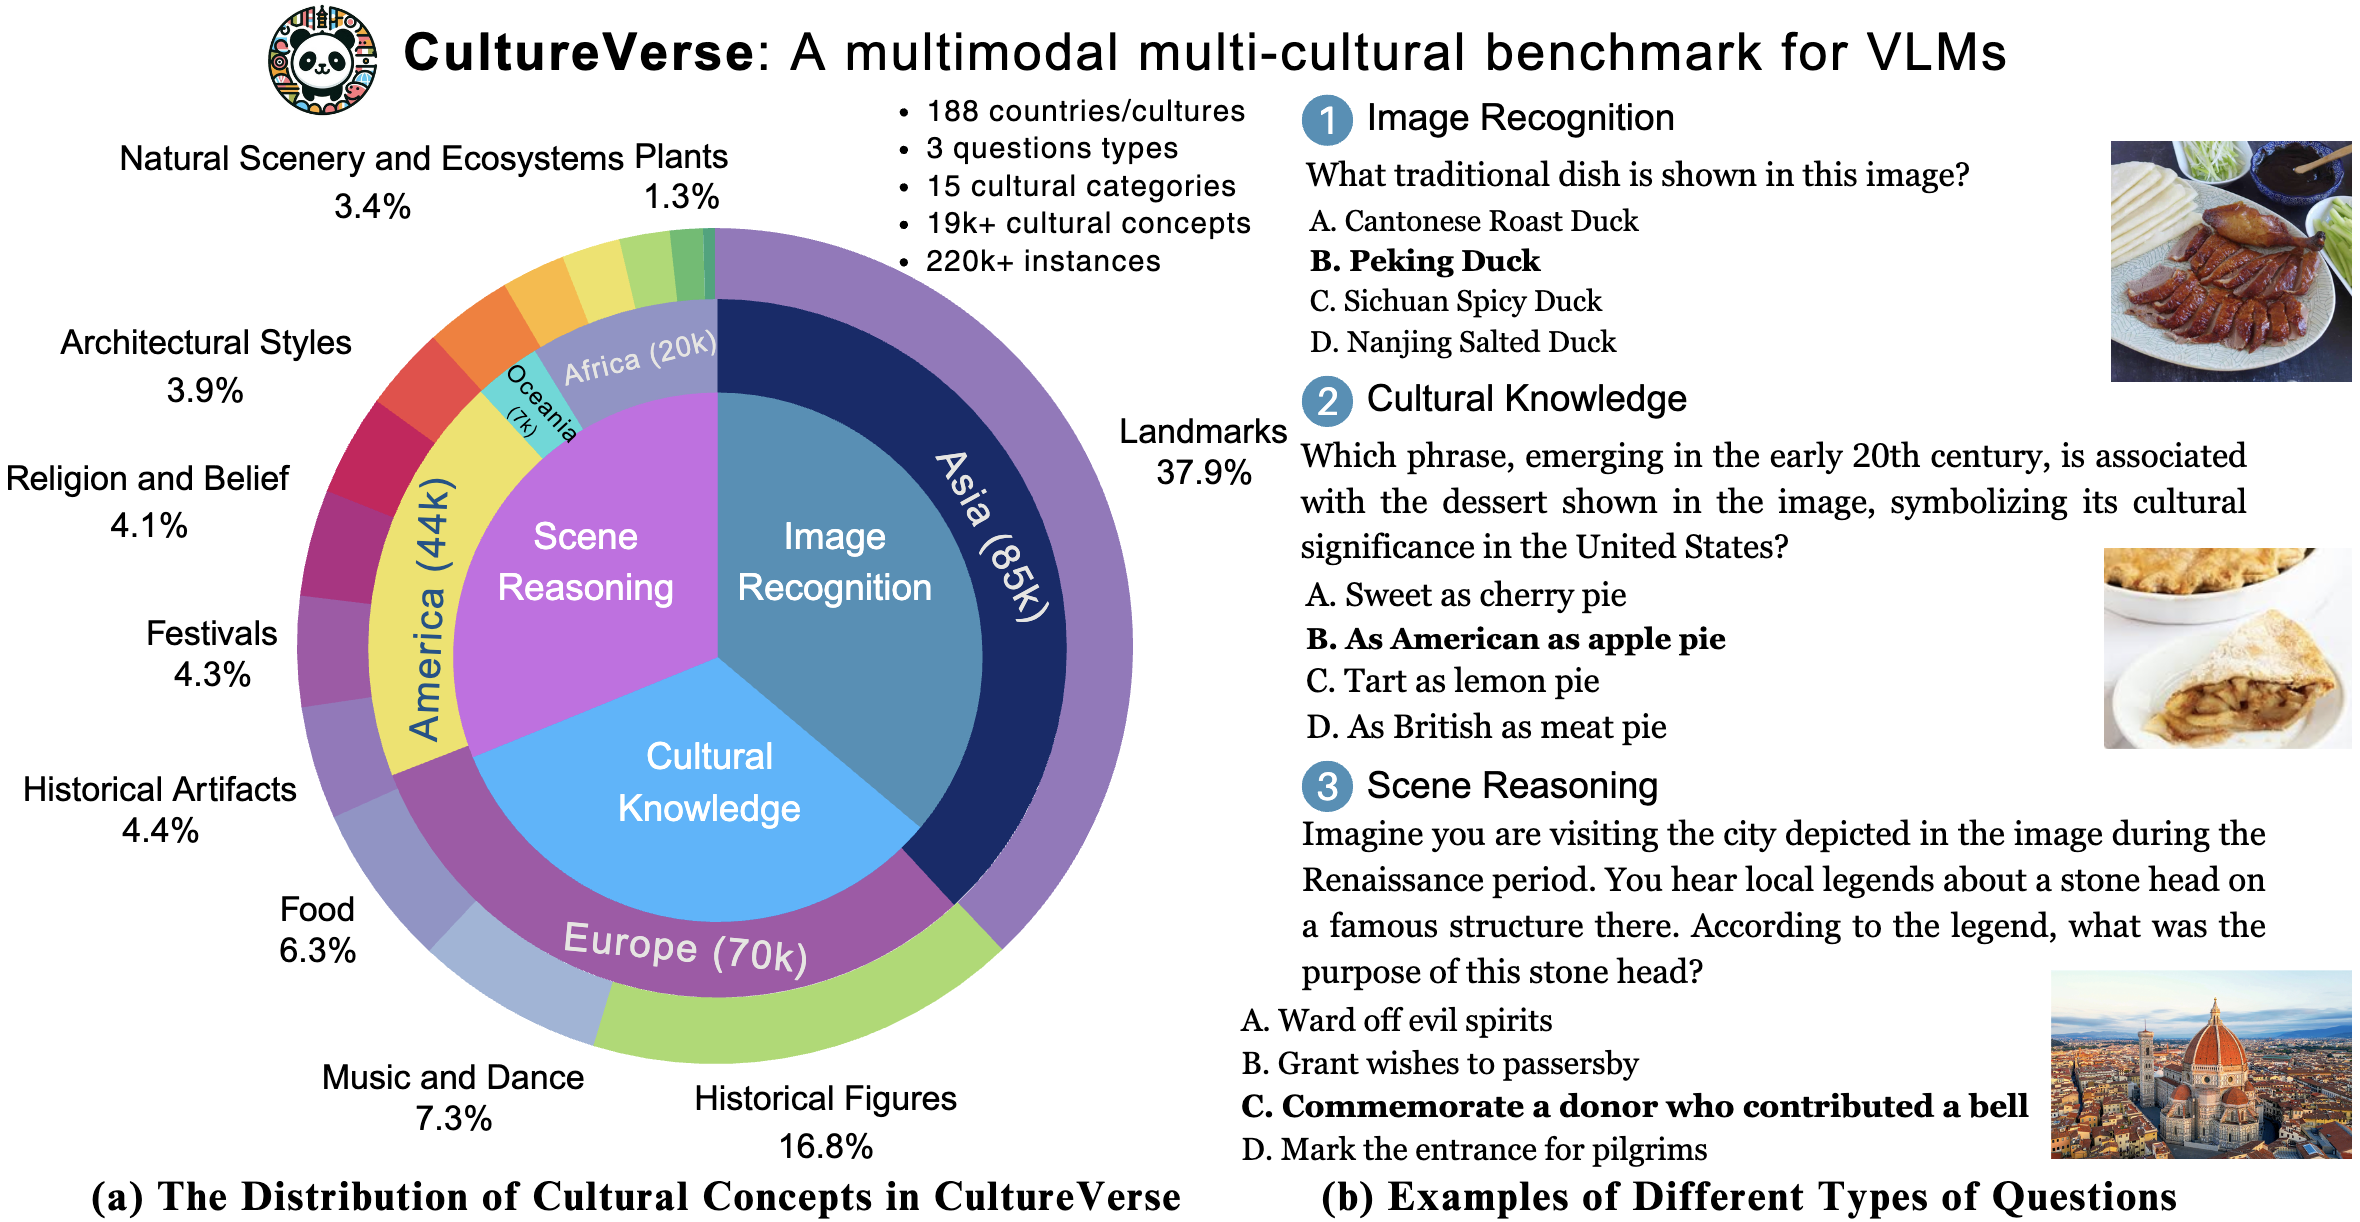 CultureVerse: A multimodal multi-cultural benchmark for VLMs
• 188 countries/cultures
• 3 questions types
• 15 cultural categories
• 19k+ cultural concepts
• 220k+ instances
Natural Scenery and Ecosystems
3.4%
Plants
1.3%
Architectural Styles
3.9%
Religion and Belief
4.1%
Festivals
4.3%
Historical Artifacts
4.4%
Food
6.3%
Music and Dance
7.3%
Historical Figures
16.8%
Landmarks
37.9%
Africa (20k)
Oceania
(7k)
America (44k)
Asia (85k)
Europe (70k)
Scene
Reasoning
Image
Recognition
Cultural
Knowledge
(a) The Distribution of Cultural Concepts in CultureVerse
1 Image Recognition
What traditional dish is shown in this image?
A. Cantonese Roast Duck
B. Peking Duck
C. Sichuan Spicy Duck
D. Nanjing Salted Duck
2 Cultural Knowledge
Which phrase, emerging in the early 20th century, is associated
with the dessert shown in the image, symbolizing its cultural
significance in the United States?
A. Sweet as cherry pie
B. As American as apple pie
C. Tart as lemon pie
D. As British as meat pie
3 Scene Reasoning
Imagine you are visiting the city depicted in the image during the
Renaissance period. You hear local legends about a stone head on
a famous structure there. According to the legend, what was the
purpose of this stone head?
A. Ward off evil spirits
B. Grant wishes to passersby
C. Commemorate a donor who contributed a bell
D. Mark the entrance for pilgrims
(b) Examples of Different Types of Questions